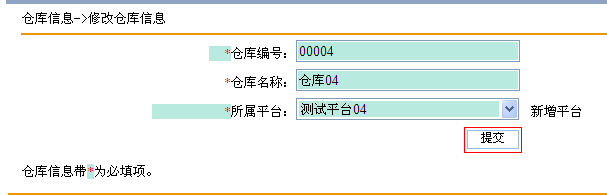 仓库信息->修改仓库信息
*仓库编号：00004
*仓库名称：仓库04
*所属平台：测试平台04 新增平台
提交
仓库信息带*为必填项。